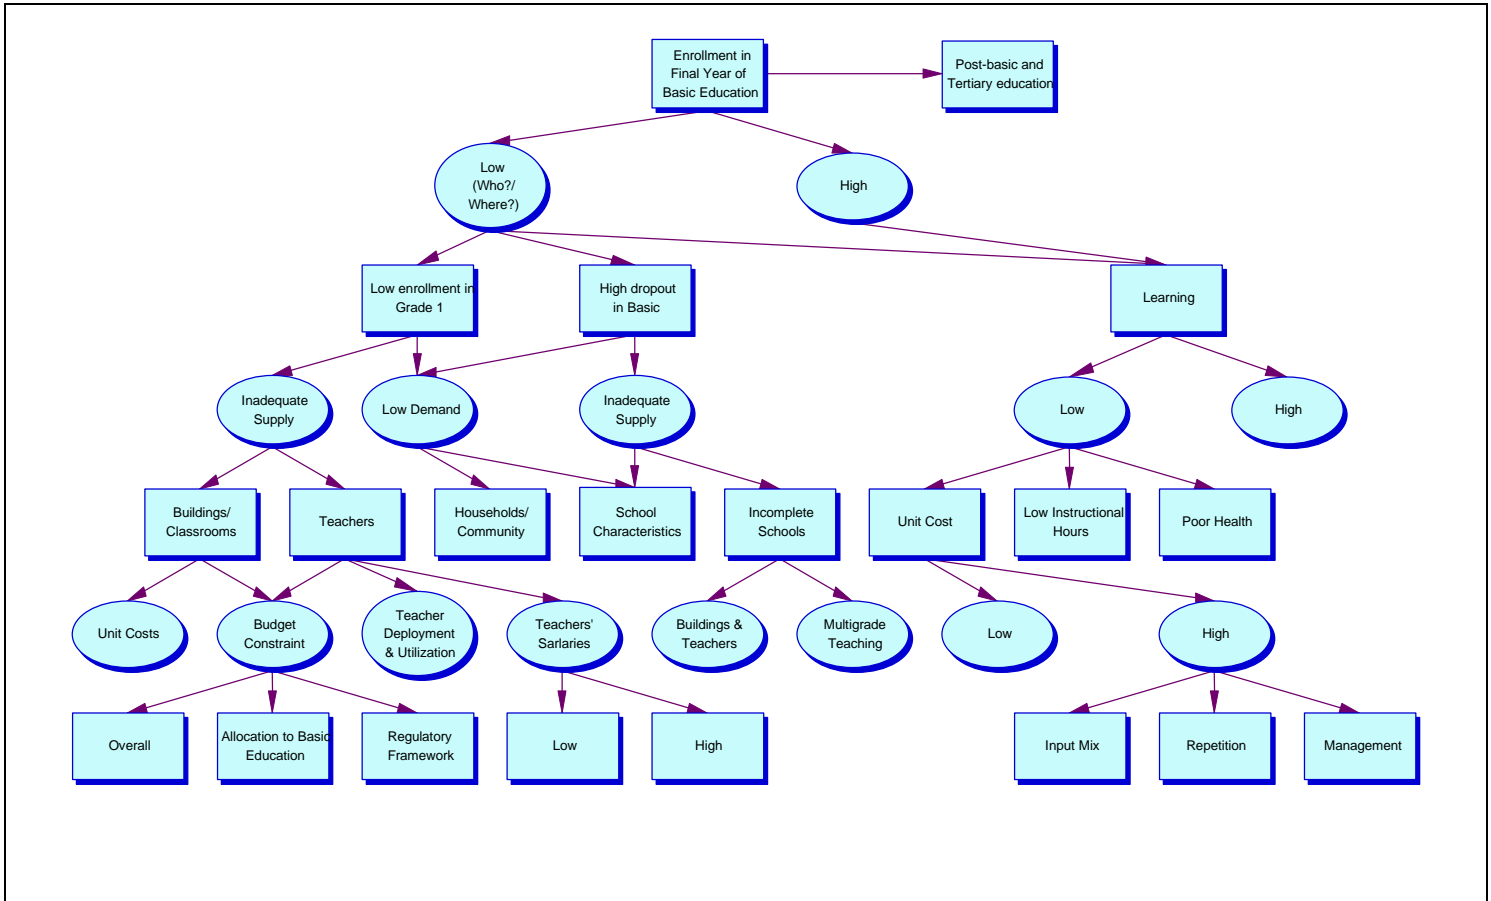 Enrollment in
Final Year of
Basic Education
Post-basic and
Tertiary education
Low
(Who?/
Where?)
High
Low enrollment in
Grade 1
High dropout
in Basic
Learning
Inadequate
Supply
Low Demand
Inadequate
Supply
Low
High
Buildings/
Classrooms
Teachers
Households/
Community
School
Characteristics
Incomplete
Schools
Unit Cost
Low Instructional
Hours
Poor Health
Unit Costs
Budget
Constraint
Teacher
Deployment
& Utilization
Teachers'
Sarlaries
Buildings &
Teachers
Multigrade
Teaching
Low
High
Overall
Allocation to Basic
Education
Regulatory
Framework
Low
High
Input Mix
Repetition
Management